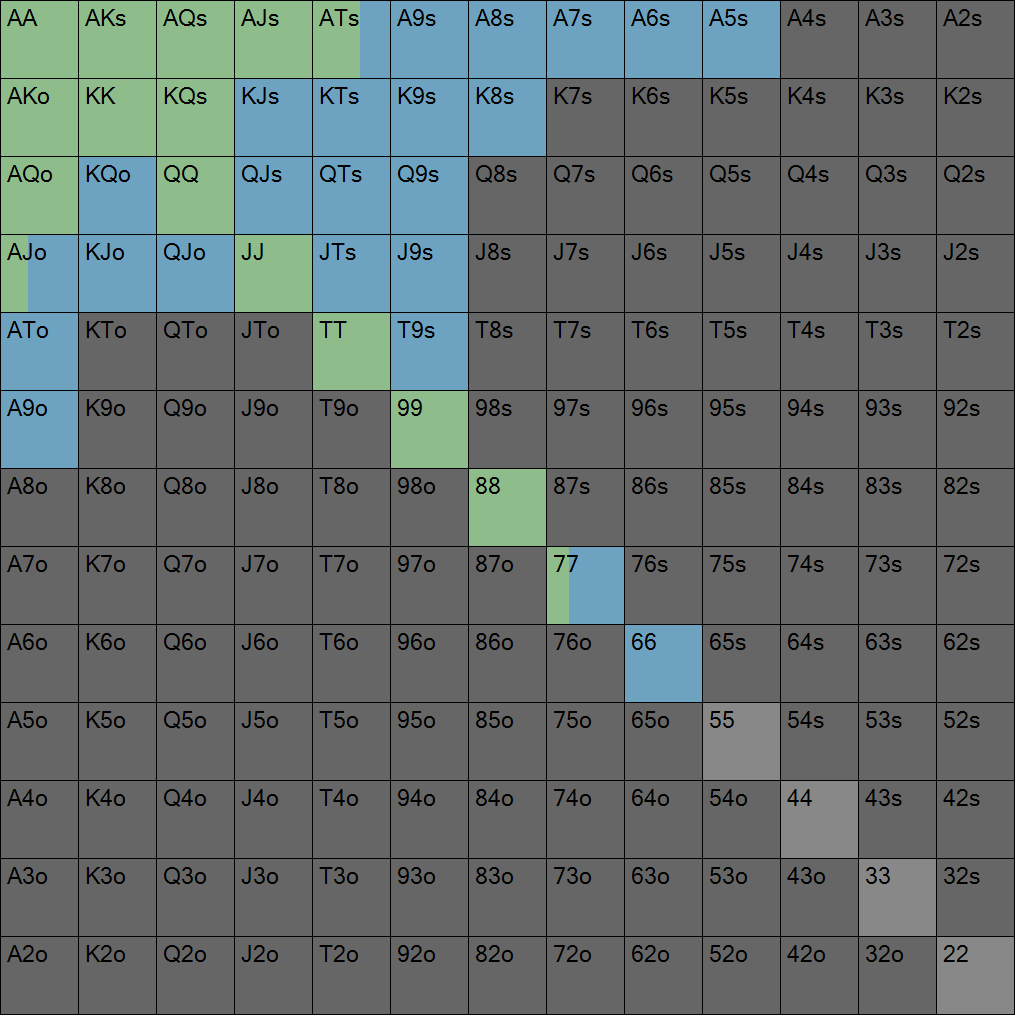 AA AKs AQs AJs ATs A9s A8s A7s A6s A5s A4s A3s A2s
AKo KK KQs KJs KTs K9s K8s K7s K6s K5s K4s K3s K2s
AQo KQo QQ QJs QTs Q9s Q8s Q7s Q6s Q5s Q4s Q3s Q2s
AJo KJo QJo JJ JTs J9s J8s J7s J6s J5s J4s J3s J2s
ATo KTo QTo JTo TT T9s T8s T7s T6s T5s T4s T3s T2s
A9o K9o Q9o J9o T9o 99 98s 97s 96s 95s 94s 93s 92s
A8o K8o Q8o J8o T8o 98o 88 87s 86s 85s 84s 83s 82s
A7o K7o Q7o J7o T7o 97o 87o 77 76s 75s 74s 73s 72s
A6o K6o Q6o J6o T6o 96o 86o 76o 66 65s 64s 63s 62s
A5o K5o Q5o J5o T5o 95o 85o 75o 65o 55 54s 53s 52s
A4o K4o Q4o J4o T4o 94o 84o 74o 64o 54o 44 43s 42s
A3o K3o Q3o J3o T3o 93o 83o 73o 63o 53o 43o 33 32s
A2o K2o Q2o J2o T2o 92o 82o 72o 62o 52o 42o 32o 22